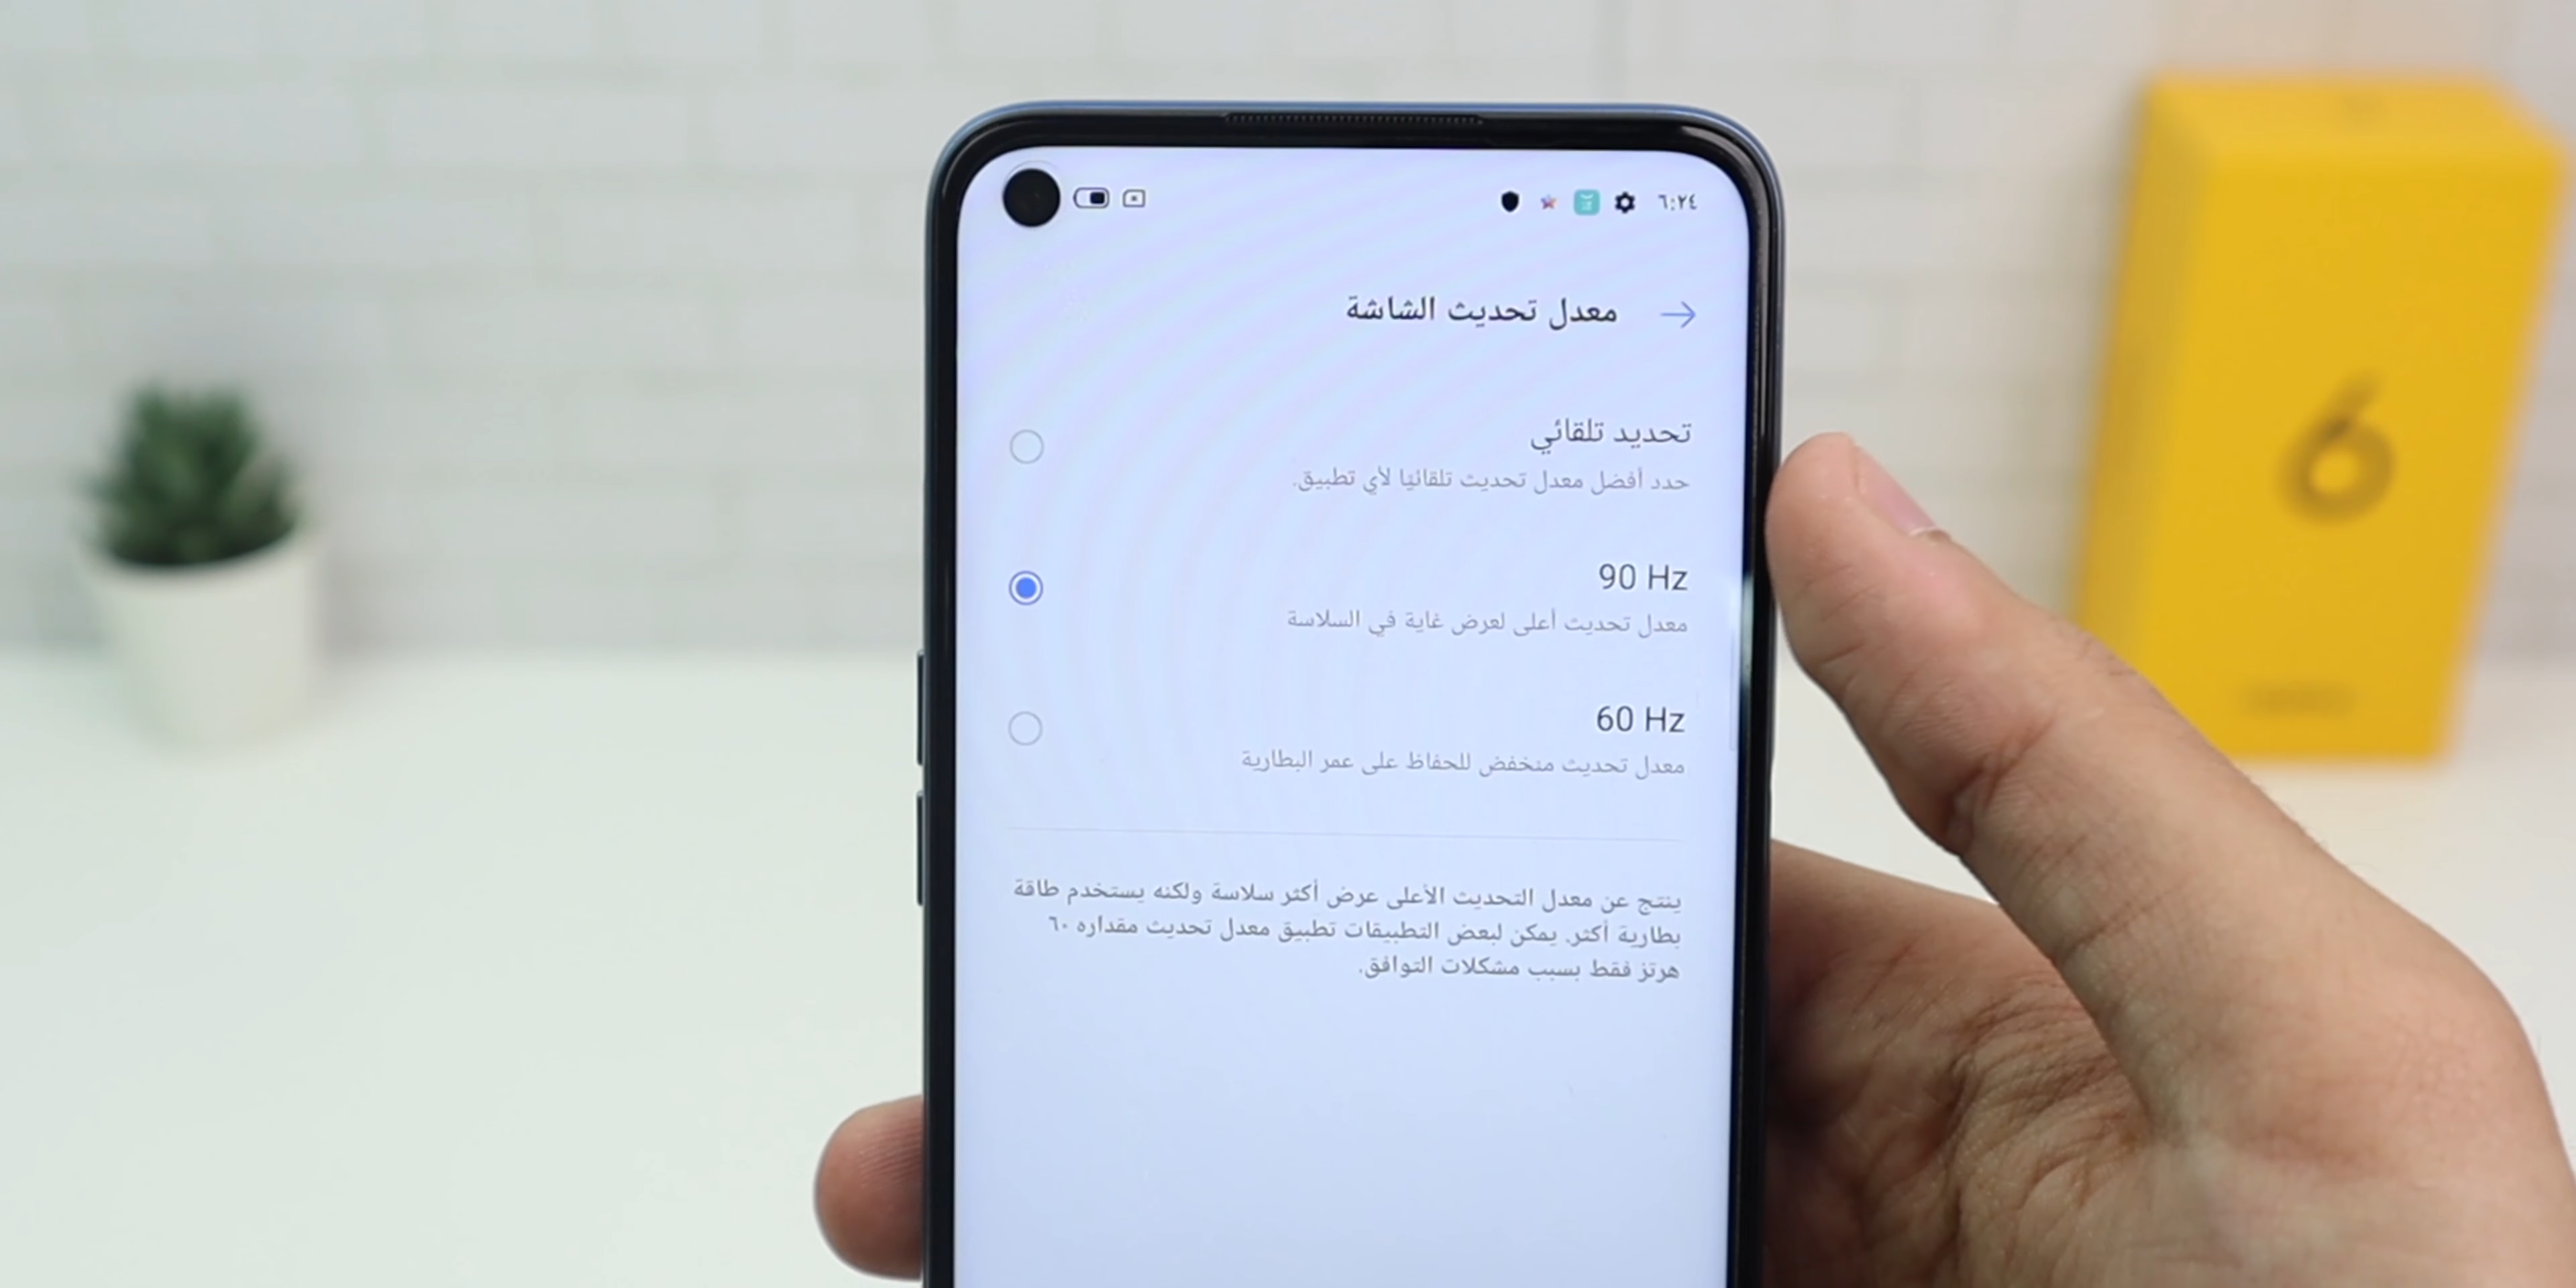 ٦:٢٤
معدل تحديث الشاشة
تحديد تلقائي
حدد أفضل معدل تحديث تلقائيًا لأي تطبيق.
90 Hz
معدل تحديث أعلى لعرض غاية في السلاسة
60 Hz
معدل تحديث منخفض للحفاظ على عمر البطارية
ينتج عن معدل التحديث الأعلى عرض أكثر سلاسة ولكنه يستخدم طاقة
بطارية أكثر. يمكن لبعض التطبيقات تطبيق معدل تحديث مقداره ٦٠
هرتز فقط بسبب مشكلات التوافق.
6